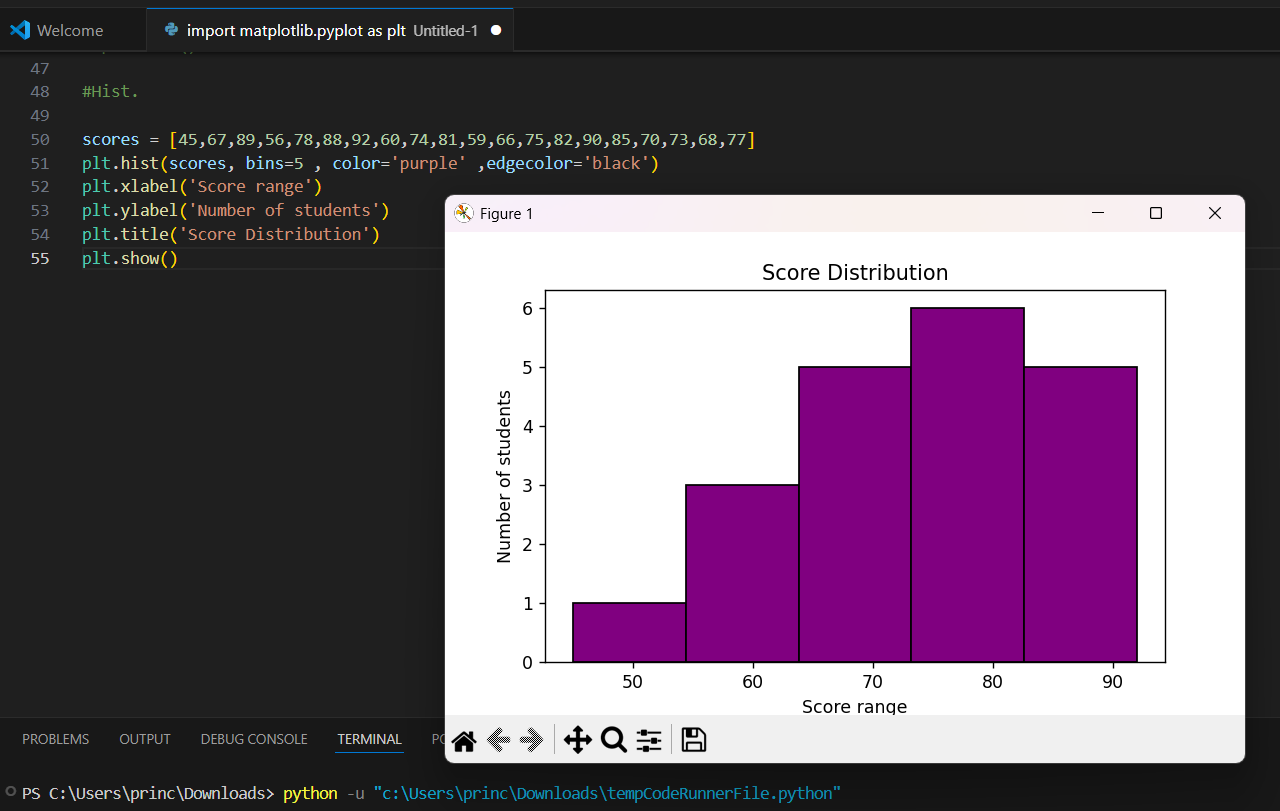 Welcome
import matplotlib.pyplot as plt Untitled-1
47
48 #Hist.
49
50 scores = [45,67,89,56,78,88,92,60,74,81,59,66,75,82,90,85,70,73,68,77]
51 plt.hist(scores, bins=5 , color='purple' ,edgecolor='black')
52 plt.xlabel('Score range')
53 plt.ylabel('Number of students')
54 plt.title('Score Distribution')
55 plt.show()
Figure 1
Score Distribution
Number of students
6
5
4
3
2
1
0
50 60 70 80 90
Score range
PROBLEMS OUTPUT DEBUG CONSOLE TERMINAL
PS C:\Users\princ\Downloads> python -u "c:\Users\princ\Downloads\tempCodeRunnerFile.python"